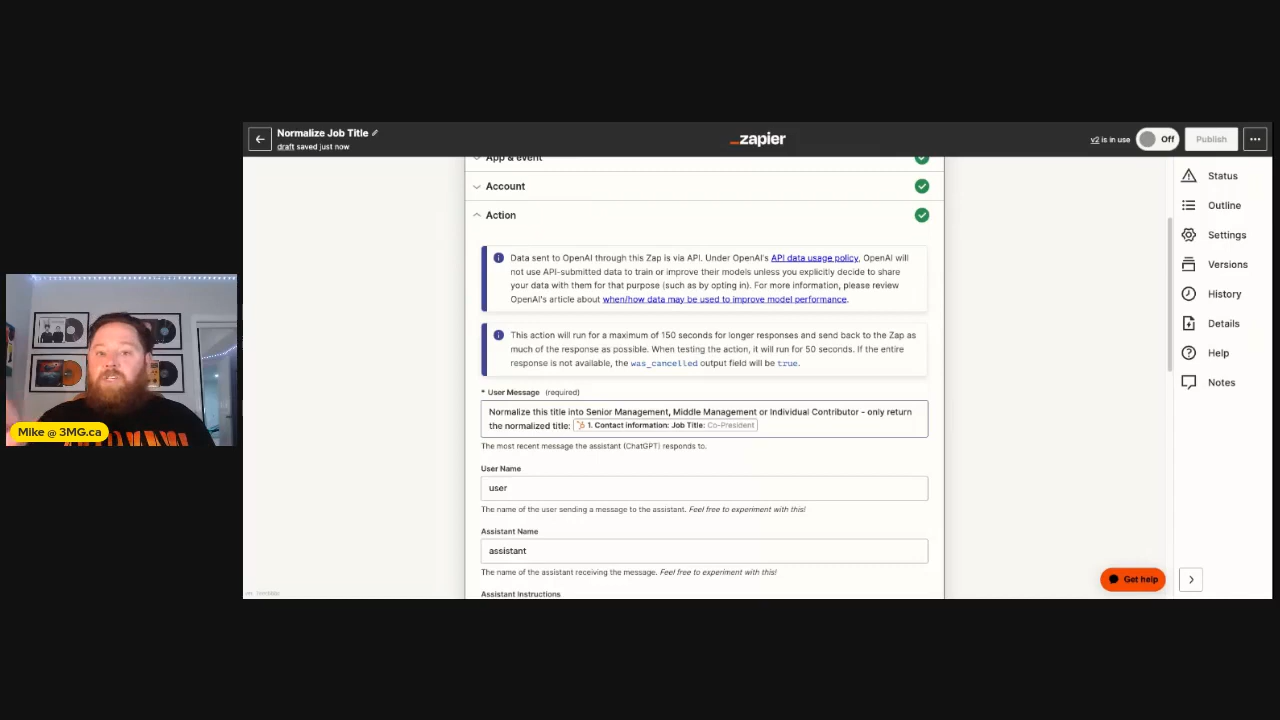 Normalize Job Title
draft saved just now
zapier
v2 is in use
Off
Publish
App & event
Account
Action
Data sent to OpenAI through this Zap is via API. Under OpenAI's API data usage policy, OpenAI will
not use API-submitted data to train or improve their models unless you explicitly decide to share
your data with them for that purpose (such as by opting in). For more information, please review
OpenAI's article about when/how data may be used to improve model performance.
This action will run for a maximum of 150 seconds for longer responses and send back to the Zap as
much of the response as possible. When testing the action, it will run for 50 seconds. If the entire
response is not available, the was_cancelled output field will be true.
* User Message (required)
Normalize this title into Senior Management, Middle Management or Individual Contributor - only return
the normalized title: 1. Contact information: Job Title: Co-President
The most recent message the assistant (ChatGPT) responds to.
User Name
user
The name of the user sending a message to the assistant. Feel free to experiment with this!
Assistant Name
assistant
The name of the assistant receiving the message. Feel free to experiment with this!
Assistant Instructions
Status
Outline
Settings
Versions
History
Details
Help
Notes
Get help
Mike @ 3MG.ca